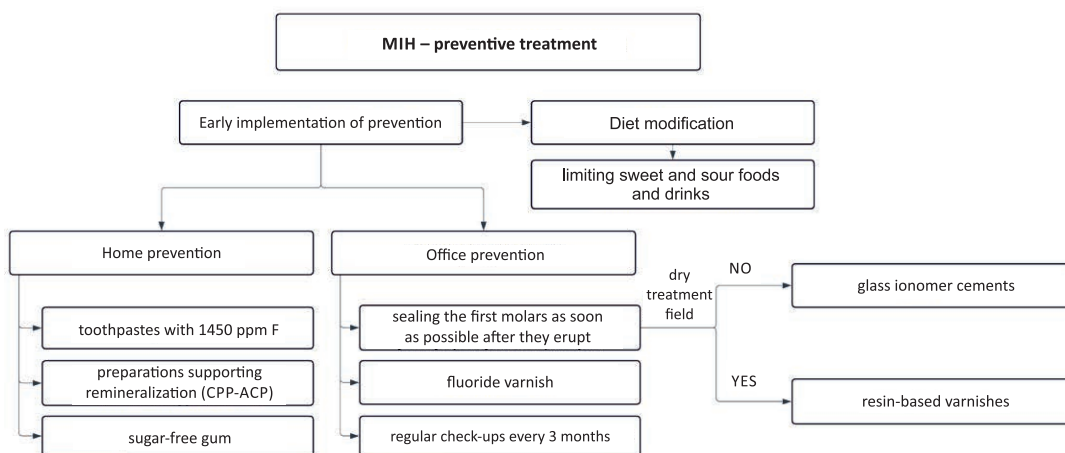 MIH – preventive treatment
Early implementation of prevention
Diet modification
limiting sweet and sour foods
and drinks
Home prevention
Office prevention
toothpastes with 1450 ppm F
preparations supporting
remineralization (CPP-ACP)
sugar-free gum
sealing the first molars as soon
as possible after they erupt
fluoride varnish
regular check-ups every 3 months
dry
treatment
field
NO
glass ionomer cements
YES
resin-based varnishes